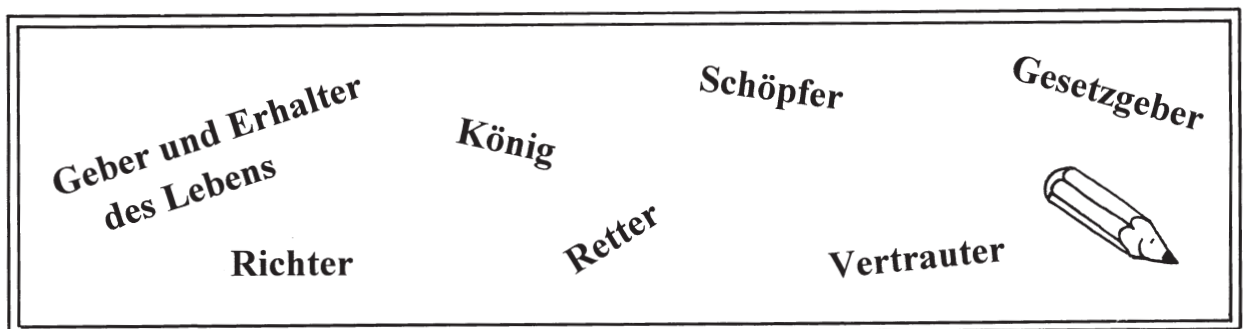 Geber und Erhalter
des Lebens
König
Schöpfer
Gesetzgeber
Richter
Retter
Vertrauter